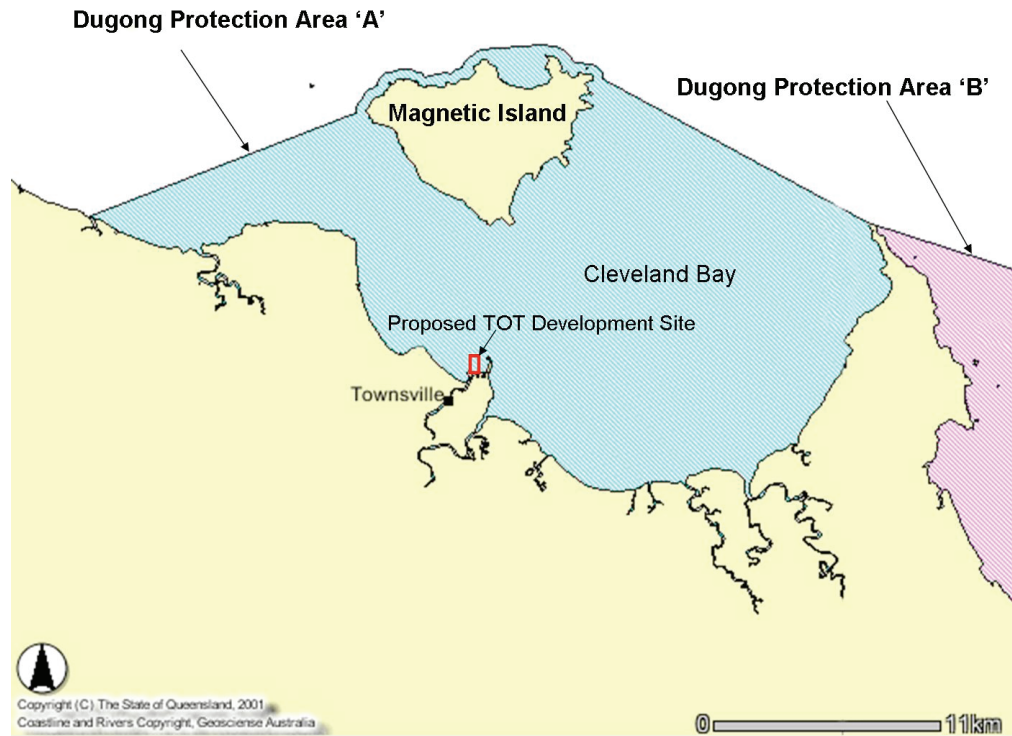 Dugong Protection Area ‘A’
Dugong Protection Area ‘B’
Magnetic Island
Cleveland Bay
Proposed TOT Development Site
Townsville
Copyright (C) The State of Queensland, 2001
Coastline and Rivers Copyright, Geosciense Australia
0 11km